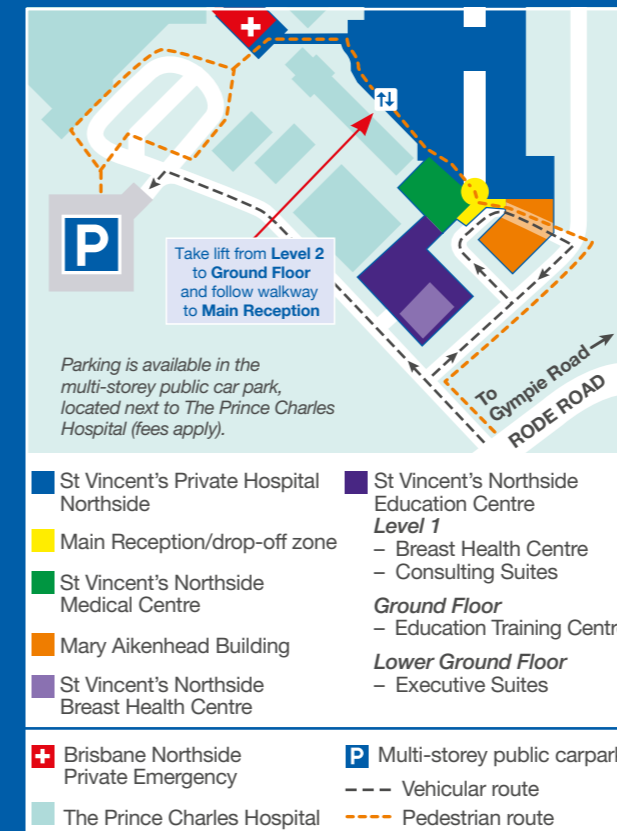 P
Take lift from Level 2
to Ground Floor
and follow walkway
to Main Reception
Parking is available in the
multi-storey public car park,
located next to The Prince Charles
Hospital (fees apply).
To
Gympie Road
RODE ROAD
St Vincent's Private Hospital
Northside
Main Reception/drop-off zone
St Vincent's Northside
Medical Centre
Mary Aikenhead Building
St Vincent's Northside
Breast Health Centre
St Vincent's Northside
Education Centre
Level 1
– Breast Health Centre
– Consulting Suites
Ground Floor
– Education Training Centr
Lower Ground Floor
– Executive Suites
Brisbane Northside
Private Emergency
The Prince Charles Hospital
P Multi-storey public carpark
Vehicular route
Pedestrian route